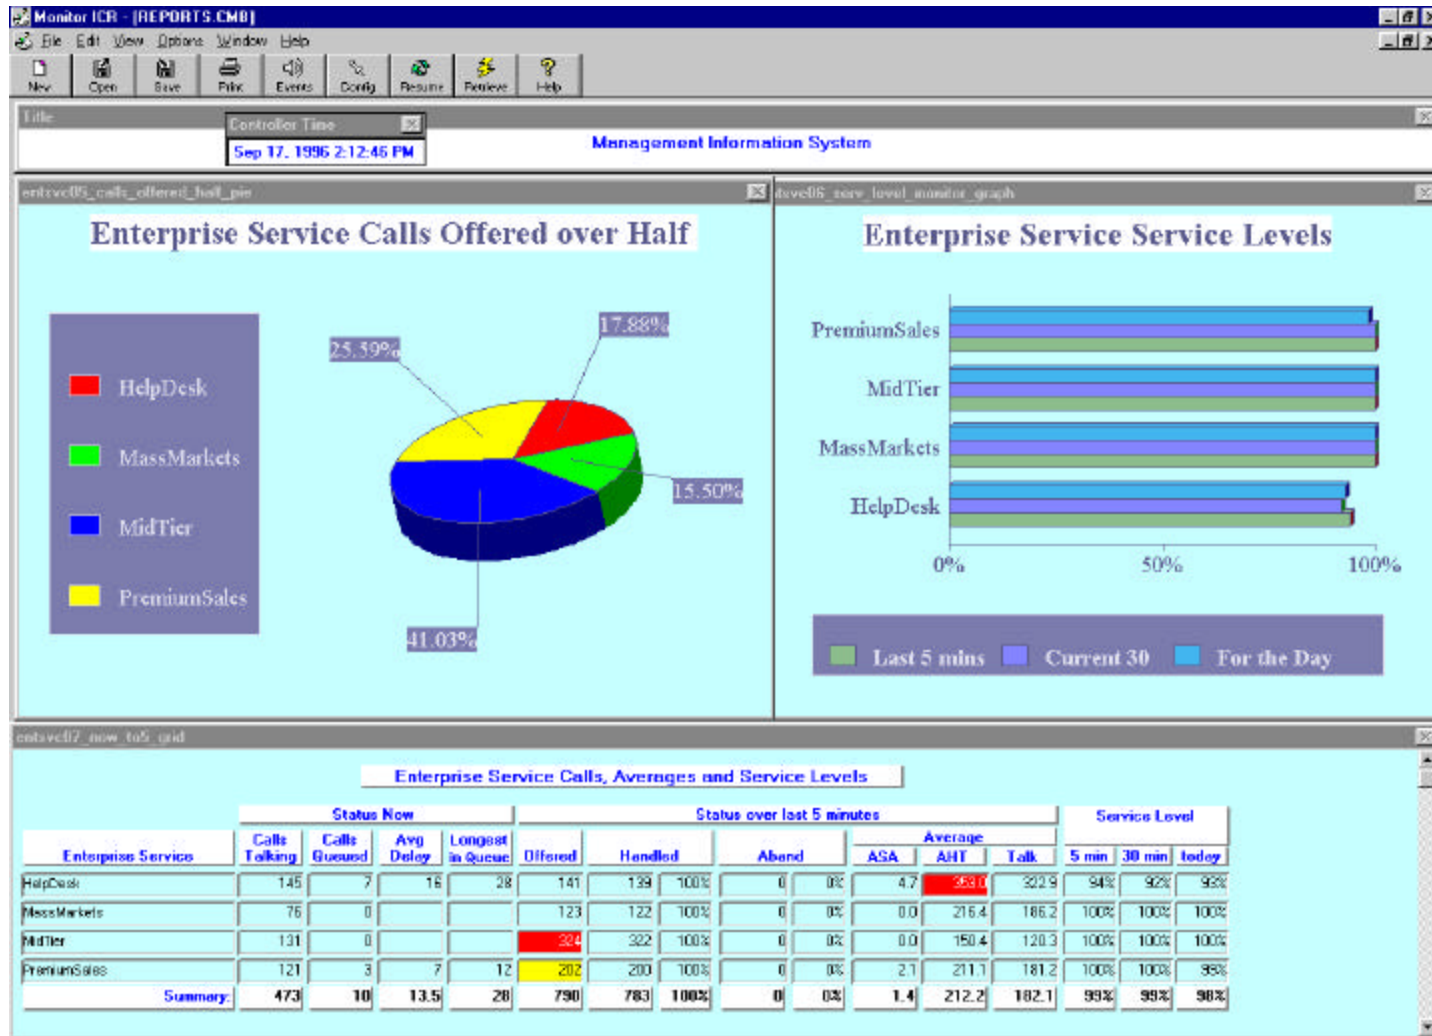 Monitor ICR - [REPORTS.CMB]
File Edit View Options Window Help
New Open Save Print Events Config Resume Retrieve Help
Title
Controller Time
Sep 17, 1996 2:12:46 PM
Management Information System
entsvc05_calls_offered_half_pie
Enterprise Service Calls Offered over Half
HelpDesk
MassMarkets
MidTier
PremiumSales
25.59%
17.88%
15.50%
41.03%
tsvc06_serv_level_monitor_graph
Enterprise Service Service Levels
PremiumSales
MidTier
MassMarkets
HelpDesk
0% 50% 100%
Last 5 mins Current 30 For the Day
entsvc07_now_to5_grid
Enterprise Service Calls, Averages and Service Levels
Status Now Status over last 5 minutes Service Level
Average
Enterprise Service Calls Talking Calls Queued Avg Delay Longest in Queue Offered Handled Aband ASA AHT Talk 5 min 30 min today
HelpDesk 145 7 16 28 141 139 100% 0 0% 4.7 353.0 322.9 94% 92% 93%
MassMarkets 76 0 123 122 100% 0 0% 0.0 216.4 186.2 100% 100% 100%
MidTier 131 0 324 322 100% 0 0% 0.0 150.4 120.3 100% 100% 100%
PremiumSales 121 3 7 12 202 200 100% 0 0% 2.1 211.1 181.2 100% 100%
Summary: 473 10 13.5 28 790 783 100% 0 0% 1.4 212.2 182.1 99% 99% 98%